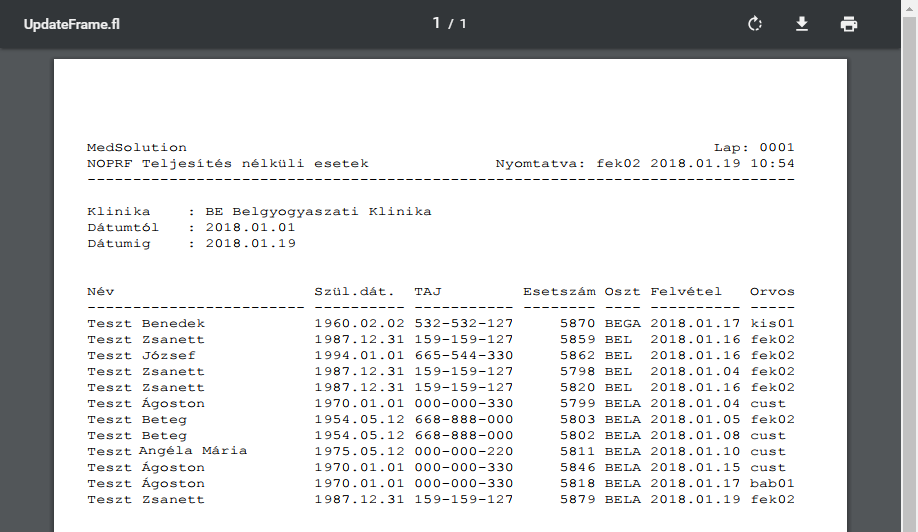 UpdateFrame.fl 1 / 1
MedSolution Lap: 0001
NOPRF Teljesítés nélküli esetek Nyomtatva: fek02 2018.01.19 10:54
Klinika : BE Belgyogyaszati Klinika
Dátumtól : 2018.01.01
Dátumig : 2018.01.19
Név Szül.dát. TAJ Esetszám Oszt Felvétel Orvos
Teszt Benedek 1960.02.02 532-532-127 5870 BEGA 2018.01.17 kis01
Teszt Zsanett 1987.12.31 159-159-127 5859 BEL 2018.01.16 fek02
Teszt József 1994.01.01 665-544-330 5862 BEL 2018.01.16 fek02
Teszt Zsanett 1987.12.31 159-159-127 5798 BEL 2018.01.04 fek02
Teszt Zsanett 1987.12.31 159-159-127 5820 BEL 2018.01.16 fek02
Teszt Ágoston 1970.01.01 000-000-330 5799 BELA 2018.01.04 cust
Teszt Beteg 1954.05.12 668-888-000 5803 BELA 2018.01.05 fek02
Teszt Beteg 1954.05.12 668-888-000 5802 BELA 2018.01.08 cust
Teszt Angéla Mária 1975.05.12 000-000-220 5811 BELA 2018.01.10 cust
Teszt Ágoston 1970.01.01 000-000-330 5846 BELA 2018.01.15 cust
Teszt Ágoston 1970.01.01 000-000-330 5818 BELA 2018.01.17 bab01
Teszt Zsanett 1987.12.31 159-159-127 5879 BELA 2018.01.19 fek02